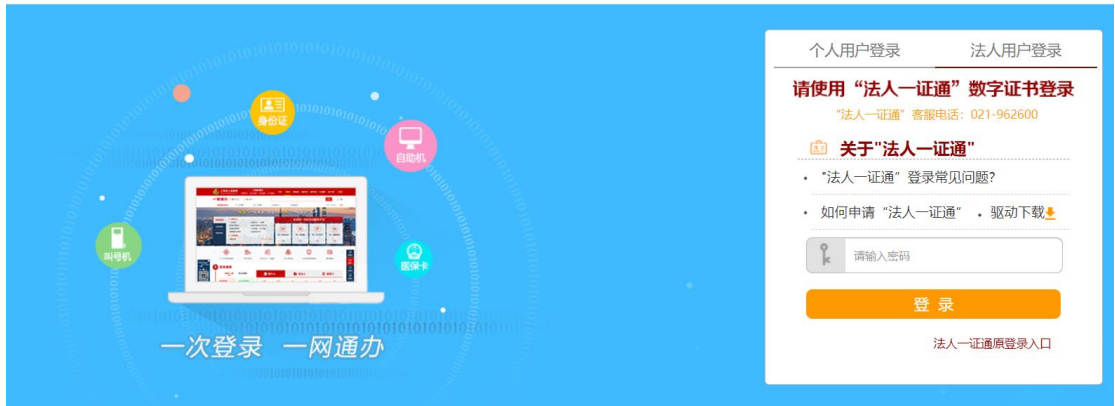 个人用户登录
法人用户登录
请使用“法人一证通”数字证书登录
“法人一证通”客服电话：021-962600
关于"法人一证通"
"法人一证通”登录常见问题?
如何申请“法人一证通”
驱动下载
请输入密码
登 录
法人一证通原登录入口
身份证
自助机
叫号机
医保卡
一次登录 一网通办